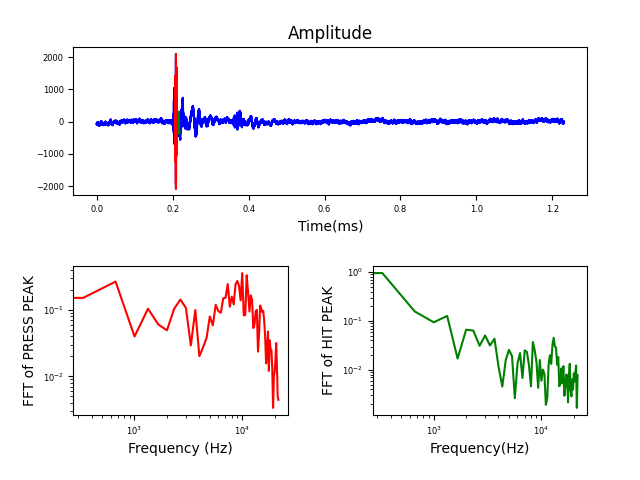 Amplitude
2000
1000
0
−1000
−2000
0.0 0.2 0.4 0.6 0.8 1.0 1.2
Time(ms)
FFT of PRESS PEAK
10⁻¹
10⁻²
10³ 10⁴
Frequency (Hz)
FFT of HIT PEAK
10⁰
10⁻¹
10⁻²
10³ 10⁴
Frequency(Hz)